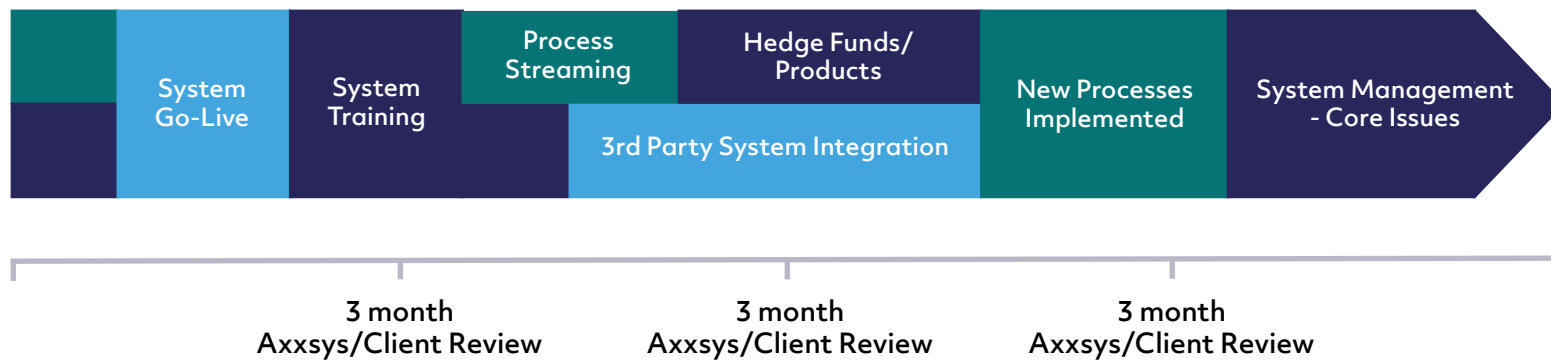 System
Go-Live
System
Training
Process
Streaming
Hedge Funds/
Products
3rd Party System Integration
New Processes
Implemented
System Management
- Core Issues
3 month
Axxsys/Client Review
3 month
Axxsys/Client Review
3 month
Axxsys/Client Review